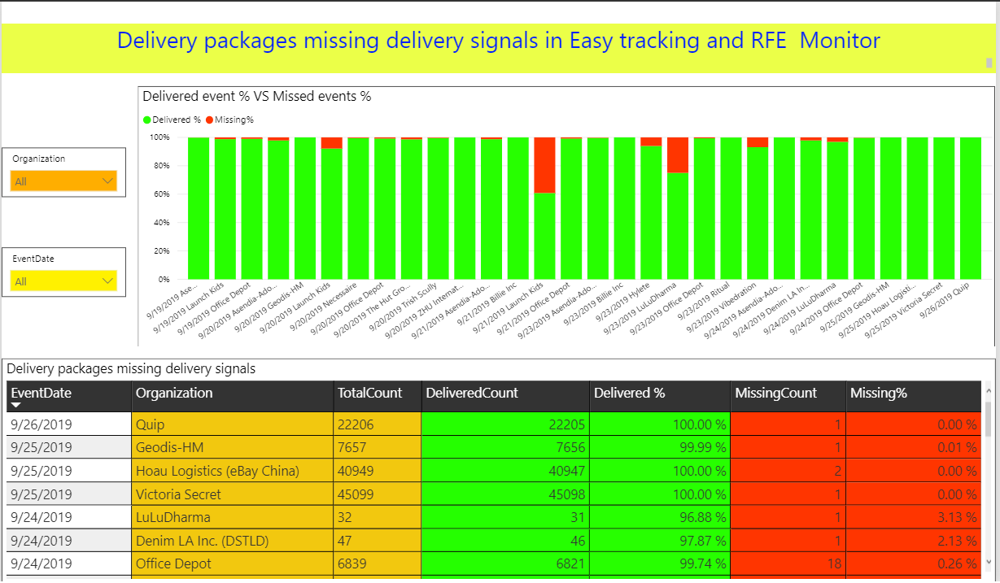 Delivery packages missing delivery signals in Easy tracking and RFE  Monitor
Organization
All
EventDate
All
Delivered event % VS Missed events %
Delivered % Missing%
100%
80%
60%
40%
20%
0%
9/19/2019 Ase...
9/19/2019 Launch Kids
9/19/2019 Office Depot
9/20/2019 Asendia-Ado...
9/20/2019 Geodis-HM
9/20/2019 Launch Kids
9/20/2019 Necessaire
9/20/2019 Office Depot
9/20/2019 The Hut Gro...
9/20/2019 Trish Scully
9/20/2019 ZHU Internat...
9/21/2019 Asendia-Ado...
9/21/2019 Billie Inc
9/21/2019 Launch Kids
9/21/2019 Office Depot
9/23/2019 Asendia-Ado...
9/23/2019 Billie Inc
9/23/2019 Hylete
9/23/2019 LuLuDharma
9/23/2019 Office Depot
9/23/2019 Ritual
9/23/2019 Vibedration
9/24/2019 Asendia-Ado...
9/24/2019 Denim LA In...
9/24/2019 LuLuDharma
9/24/2019 Office Depot
9/25/2019 Geodis-HM
9/25/2019 Hoau Logisti...
9/25/2019 Victoria Secret
9/26/2019 Quip
Delivery packages missing delivery signals
EventDate Organization TotalCount DeliveredCount Delivered % MissingCount Missing%
9/26/2019 Quip 22206 22205 100.00 % 1 0.00 %
9/25/2019 Geodis-HM 7657 7656 99.99 % 1 0.01 %
9/25/2019 Hoau Logistics (eBay China) 40949 40947 100.00 % 2 0.00 %
9/25/2019 Victoria Secret 45099 45098 100.00 % 1 0.00 %
9/24/2019 LuLuDharma 32 31 96.88 % 1 3.13 %
9/24/2019 Denim LA Inc. (DSTLD) 47 46 97.87 % 1 2.13 %
9/24/2019 Office Depot 6839 6821 99.74 % 18 0.26 %